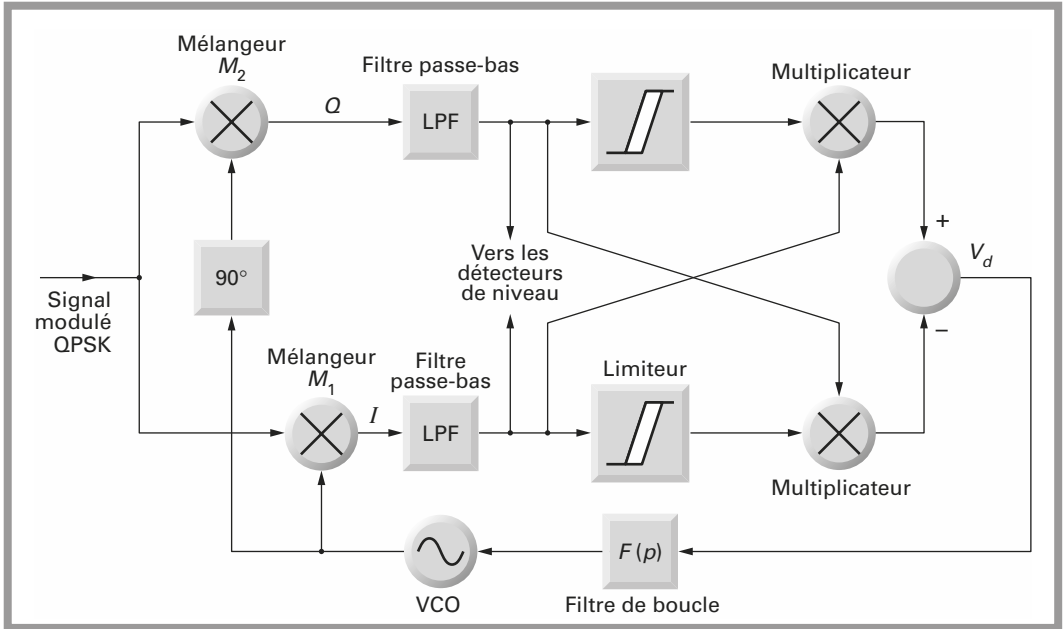 Mélangeur
M2
Filtre passe-bas
Multiplicateur
Q
LPF
+
90°
Vers les
détecteurs
de niveau
Vd
Signal
modulé
QPSK
−
Mélangeur
M1
Filtre
passe-bas
Limiteur
I
LPF
Multiplicateur
F(p)
VCO
Filtre de boucle